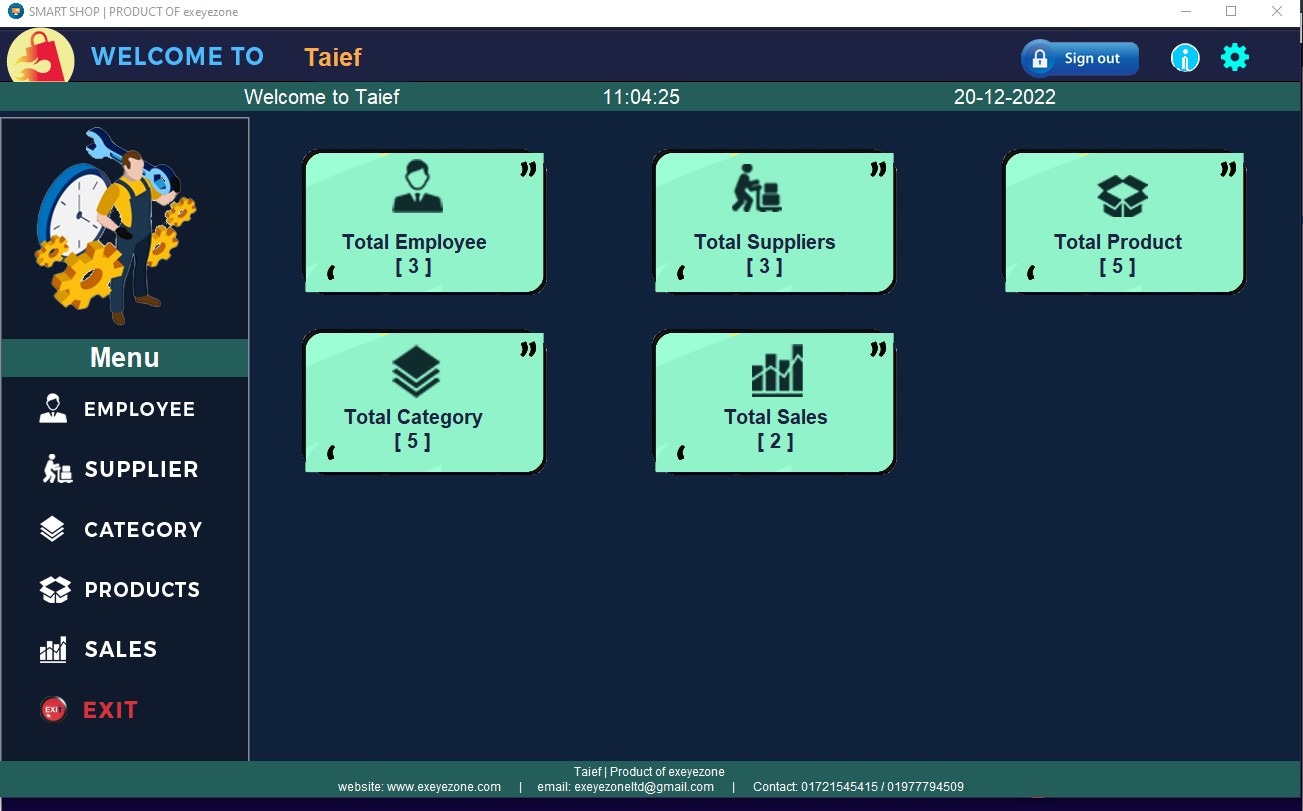 SMART SHOP | PRODUCT OF exeyezone
WELCOME TO Taief
Sign out
Welcome to Taief 11:04:25 20-12-2022
Total Employee
[ 3 ]
Total Suppliers
[ 3 ]
Total Product
[ 5 ]
Total Category
[ 5 ]
Total Sales
[ 2 ]
Menu
EMPLOYEE
SUPPLIER
CATEGORY
PRODUCTS
SALES
EXIT
EXIT
Taief | Product of exeyezone
website: www.exeyezone.com | email: exeyezoneltd@gmail.com | Contact: 01721545415 / 01977794509